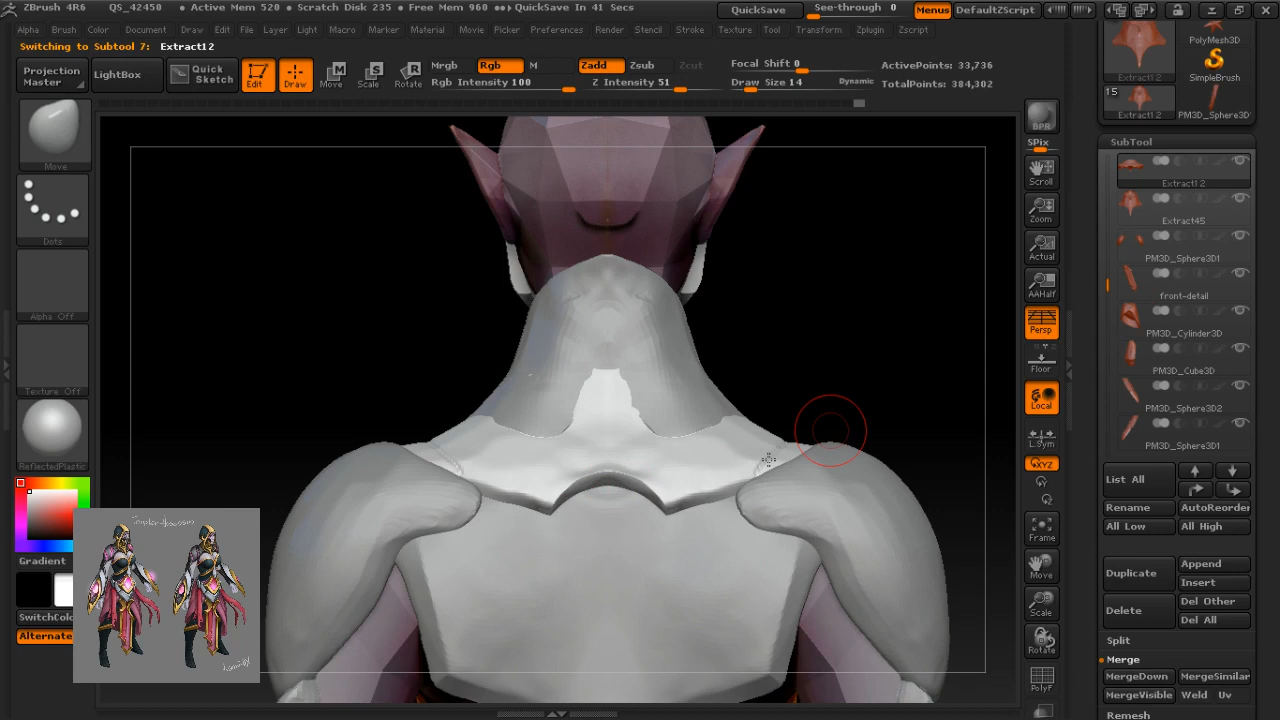 ZBrush 4R6 QS_42450 • Active Mem 520 • Scratch Disk 235 • Free Mem 960 ••▸ QuickSave In 41 Secs QuickSave See-through 0 Menus DefaultZScript
Alpha Brush Color Document Draw Edit File Layer Light Macro Marker Material Movie Picker Preferences Render Stencil Stroke Texture Tool Transform Zplugin Zscript
Switching to Subtool 7: Extract12
Projection Master
LightBox
Quick Sketch
Edit
Draw
Move
Scale
Rotate
Mrgb Rgb M Zadd Zsub Zcut
Rgb Intensity 100 Z Intensity 51
Focal Shift 0
Draw Size 14 Dynamic
ActivePoints: 33,736
TotalPoints: 384,302
Move
Dots
Alpha Off
Texture Off
ReflectedPlastic
Gradient
SwitchColo
Alternate
BPR
SPix
Scroll
Zoom
Actual
AAHalf
Persp
Floor
Local
L.Sym
XYZ
Frame
Move
Scale
Rotate
PolyF
PolyMesh3D
Extract12
SimpleBrush
15
Extract12
PM3D_Sphere3D
SubTool
Extract12
Extract45
PM3D_Sphere3D1
front-detail
PM3D_Cylinder3D
PM3D_Cube3D
PM3D_Sphere3D2
PM3D_Sphere3D1
List All
Rename AutoReorder
All Low All High
Duplicate
Append
Insert
Delete
Del Other
Del All
Split
Merge
MergeDown MergeSimilar
MergeVisible Weld Uv
Remesh